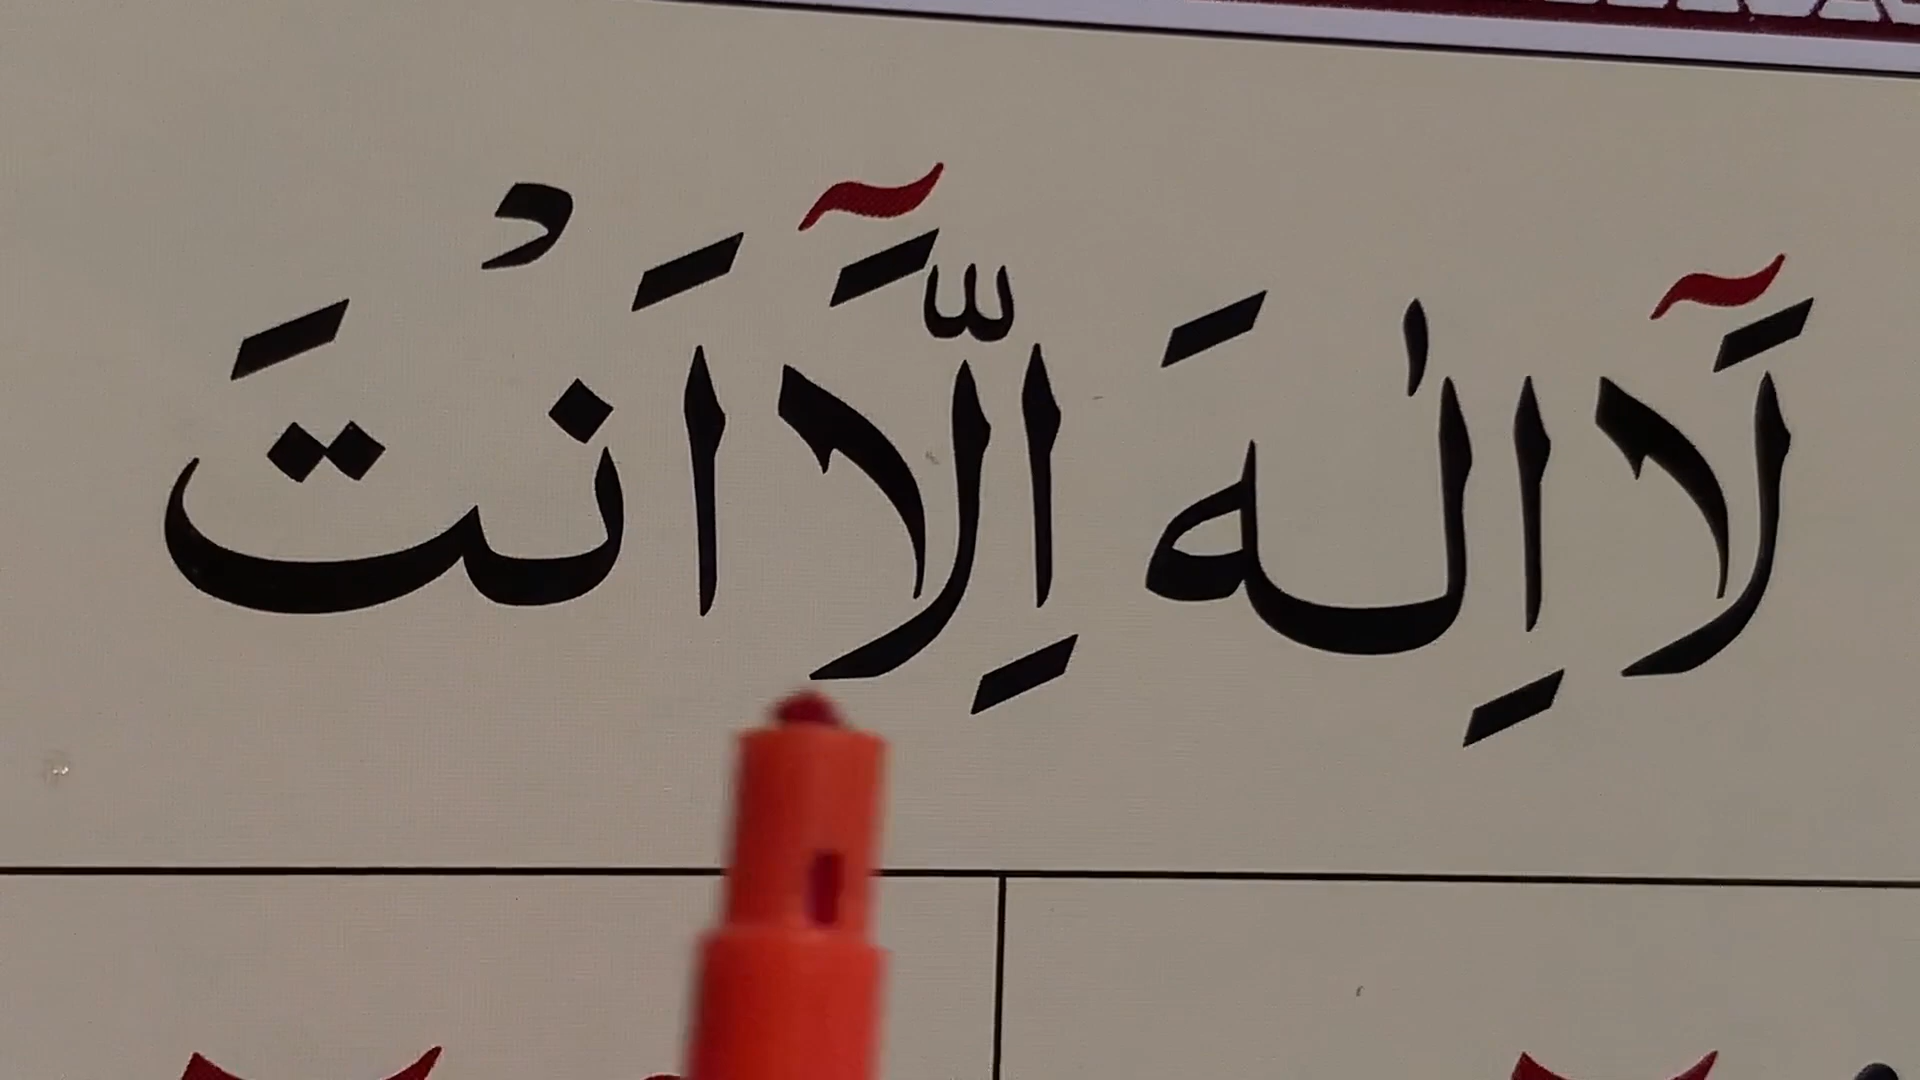 لَآ اِلٰهَ اِلَّآ اَنْتَ